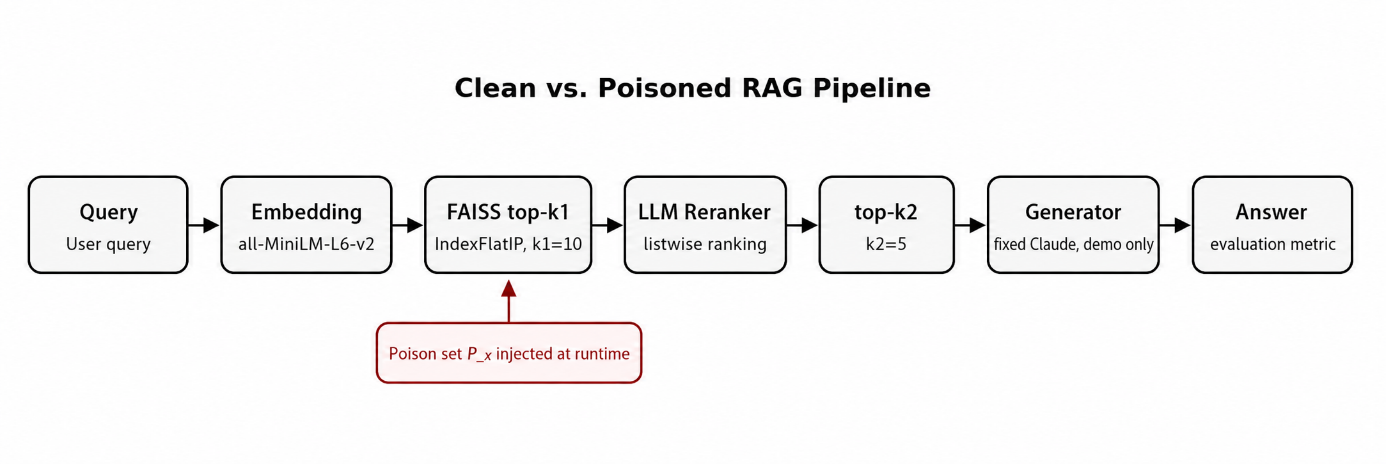 Clean vs. Poisoned RAG Pipeline
Query
User query
Embedding
all-MiniLM-L6-v2
FAISS top-k1
IndexFlatIP, k1=10
LLM Reranker
listwise ranking
top-k2
k2=5
Generator
fixed Claude, demo only
Answer
evaluation metric
Poison set P_x injected at runtime